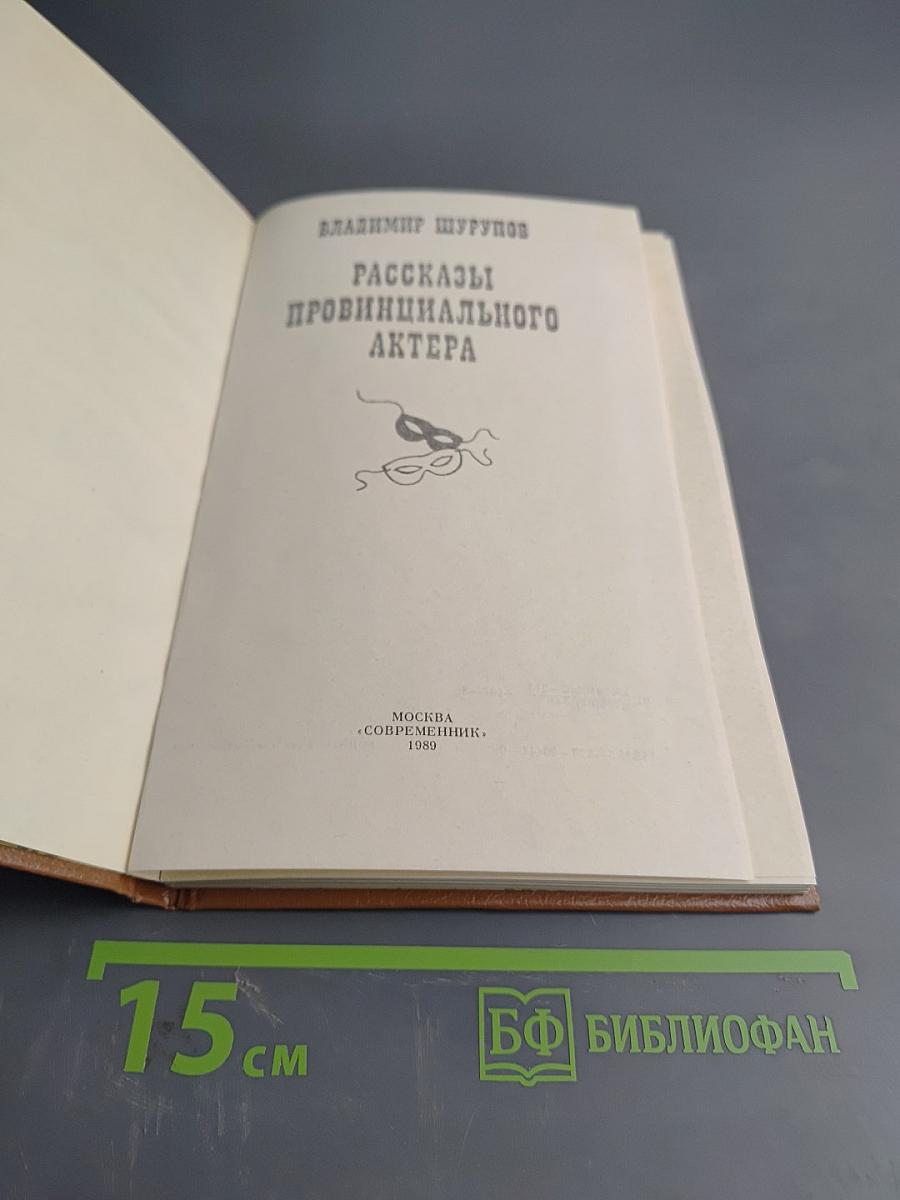 ВЛАДИМИР ШУРУПОВ
РАССКАЗЫ
ПРОВИНЦИАЛЬНОГО
АКТЕРА
МОСКВА
«СОВРЕМЕННИК»
1989
15 см
БФ БИБЛИОФАН